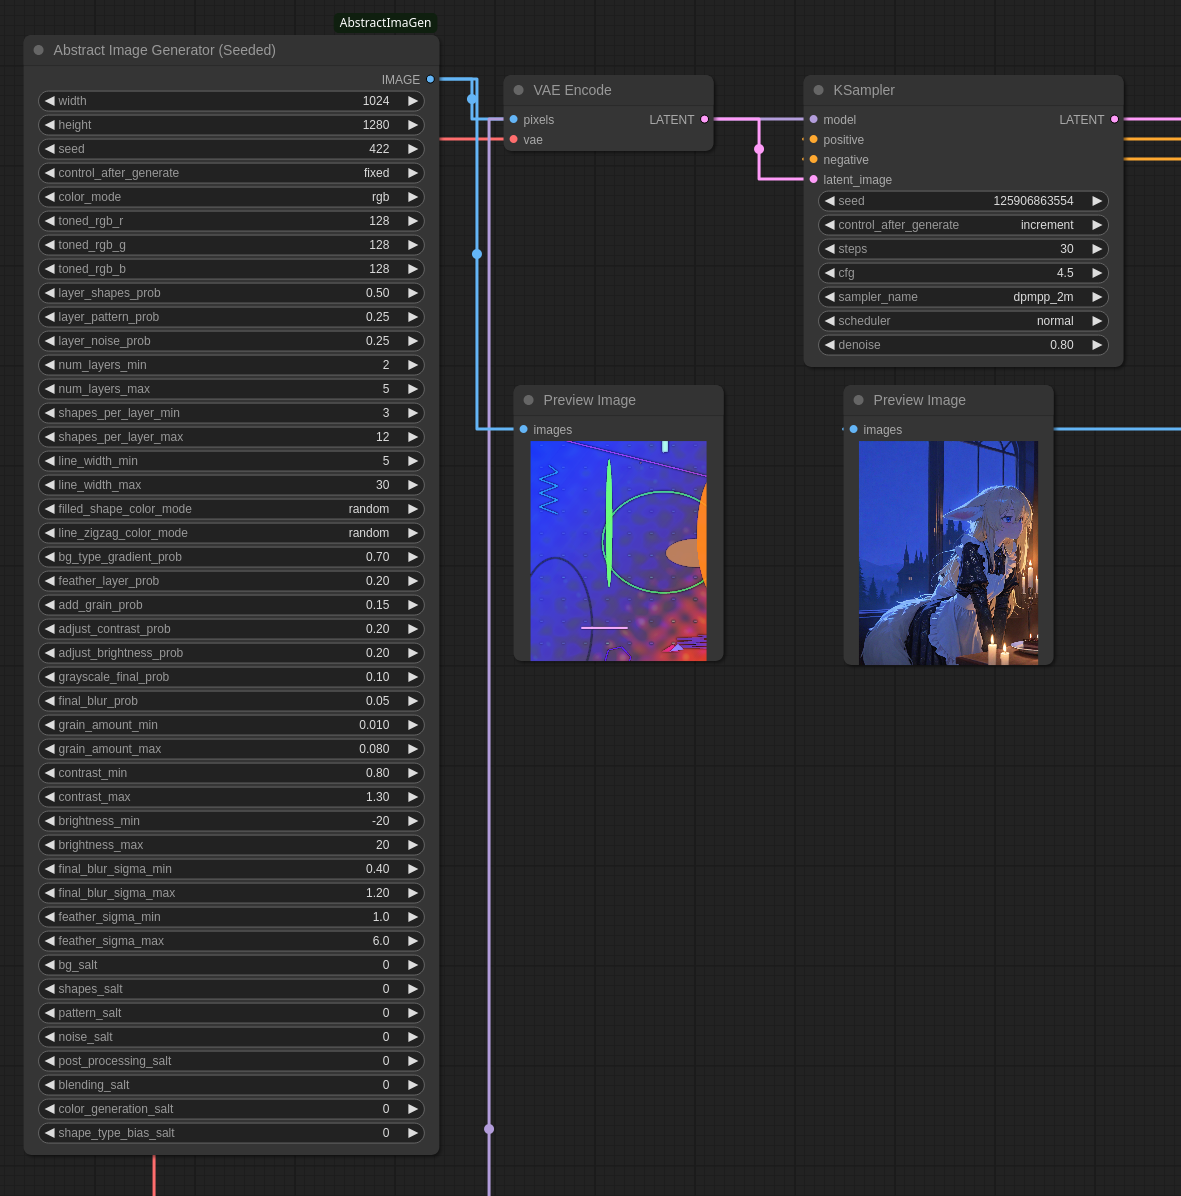 AbstractImaGen
Abstract Image Generator (Seeded)
IMAGE
width 1024
height 1280
seed 422
control_after_generate fixed
color_mode rgb
toned_rgb_r 128
toned_rgb_g 128
toned_rgb_b 128
layer_shapes_prob 0.50
layer_pattern_prob 0.25
layer_noise_prob 0.25
num_layers_min 2
num_layers_max 5
shapes_per_layer_min 3
shapes_per_layer_max 12
line_width_min 5
line_width_max 30
filled_shape_color_mode random
line_zigzag_color_mode random
bg_type_gradient_prob 0.70
feather_layer_prob 0.20
add_grain_prob 0.15
adjust_contrast_prob 0.20
adjust_brightness_prob 0.20
grayscale_final_prob 0.10
final_blur_prob 0.05
grain_amount_min 0.010
grain_amount_max 0.080
contrast_min 0.80
contrast_max 1.30
brightness_min -20
brightness_max 20
final_blur_sigma_min 0.40
final_blur_sigma_max 1.20
feather_sigma_min 1.0
feather_sigma_max 6.0
bg_salt 0
shapes_salt 0
pattern_salt 0
noise_salt 0
post_processing_salt 0
blending_salt 0
color_generation_salt 0
shape_type_bias_salt 0
VAE Encode
pixels LATENT
vae
KSampler
model LATENT
positive
negative
latent_image
seed 125906863554
control_after_generate increment
steps 30
cfg 4.5
sampler_name dpmpp_2m
scheduler normal
denoise 0.80
Preview Image
images
Preview Image
images